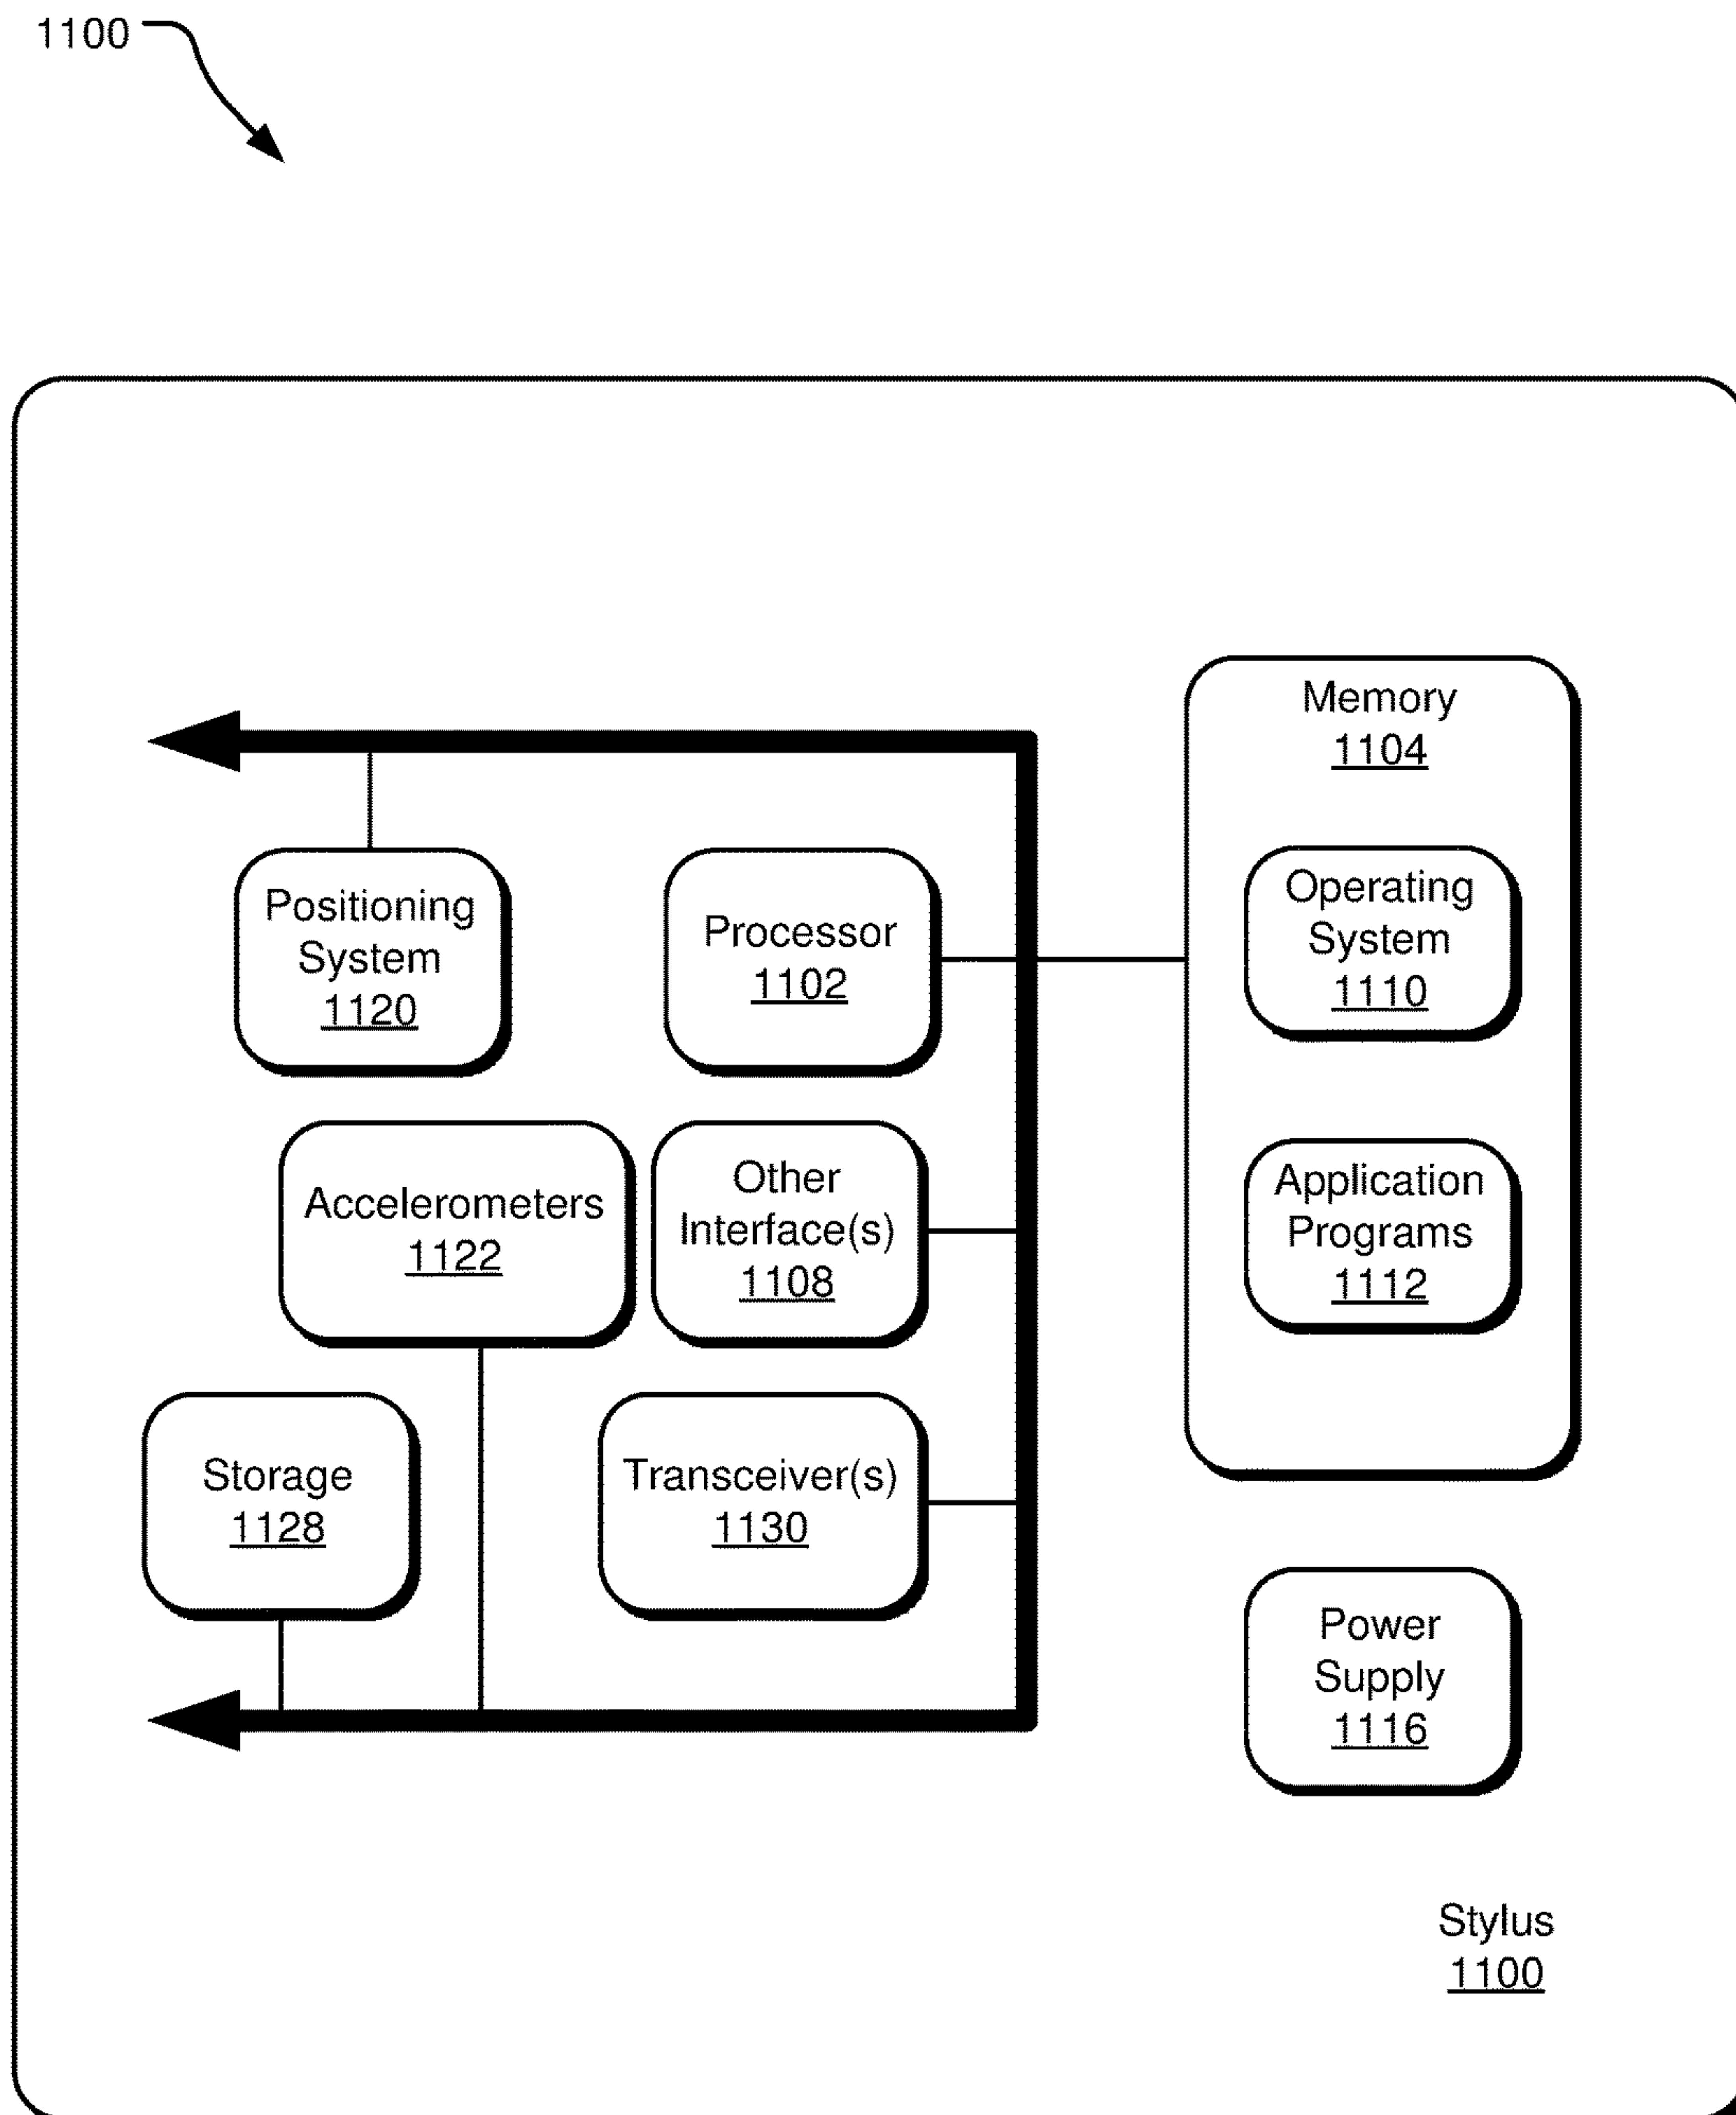 1100
Memory
1104
Positioning
System
1120
Processor
1102
Operating
System
1110
Accelerometers
1122
Other
Interface(s)
1108
Application
Programs
1112
Storage
1128
Transceiver(s)
1130
Power
Supply
1116
Stylus
1100